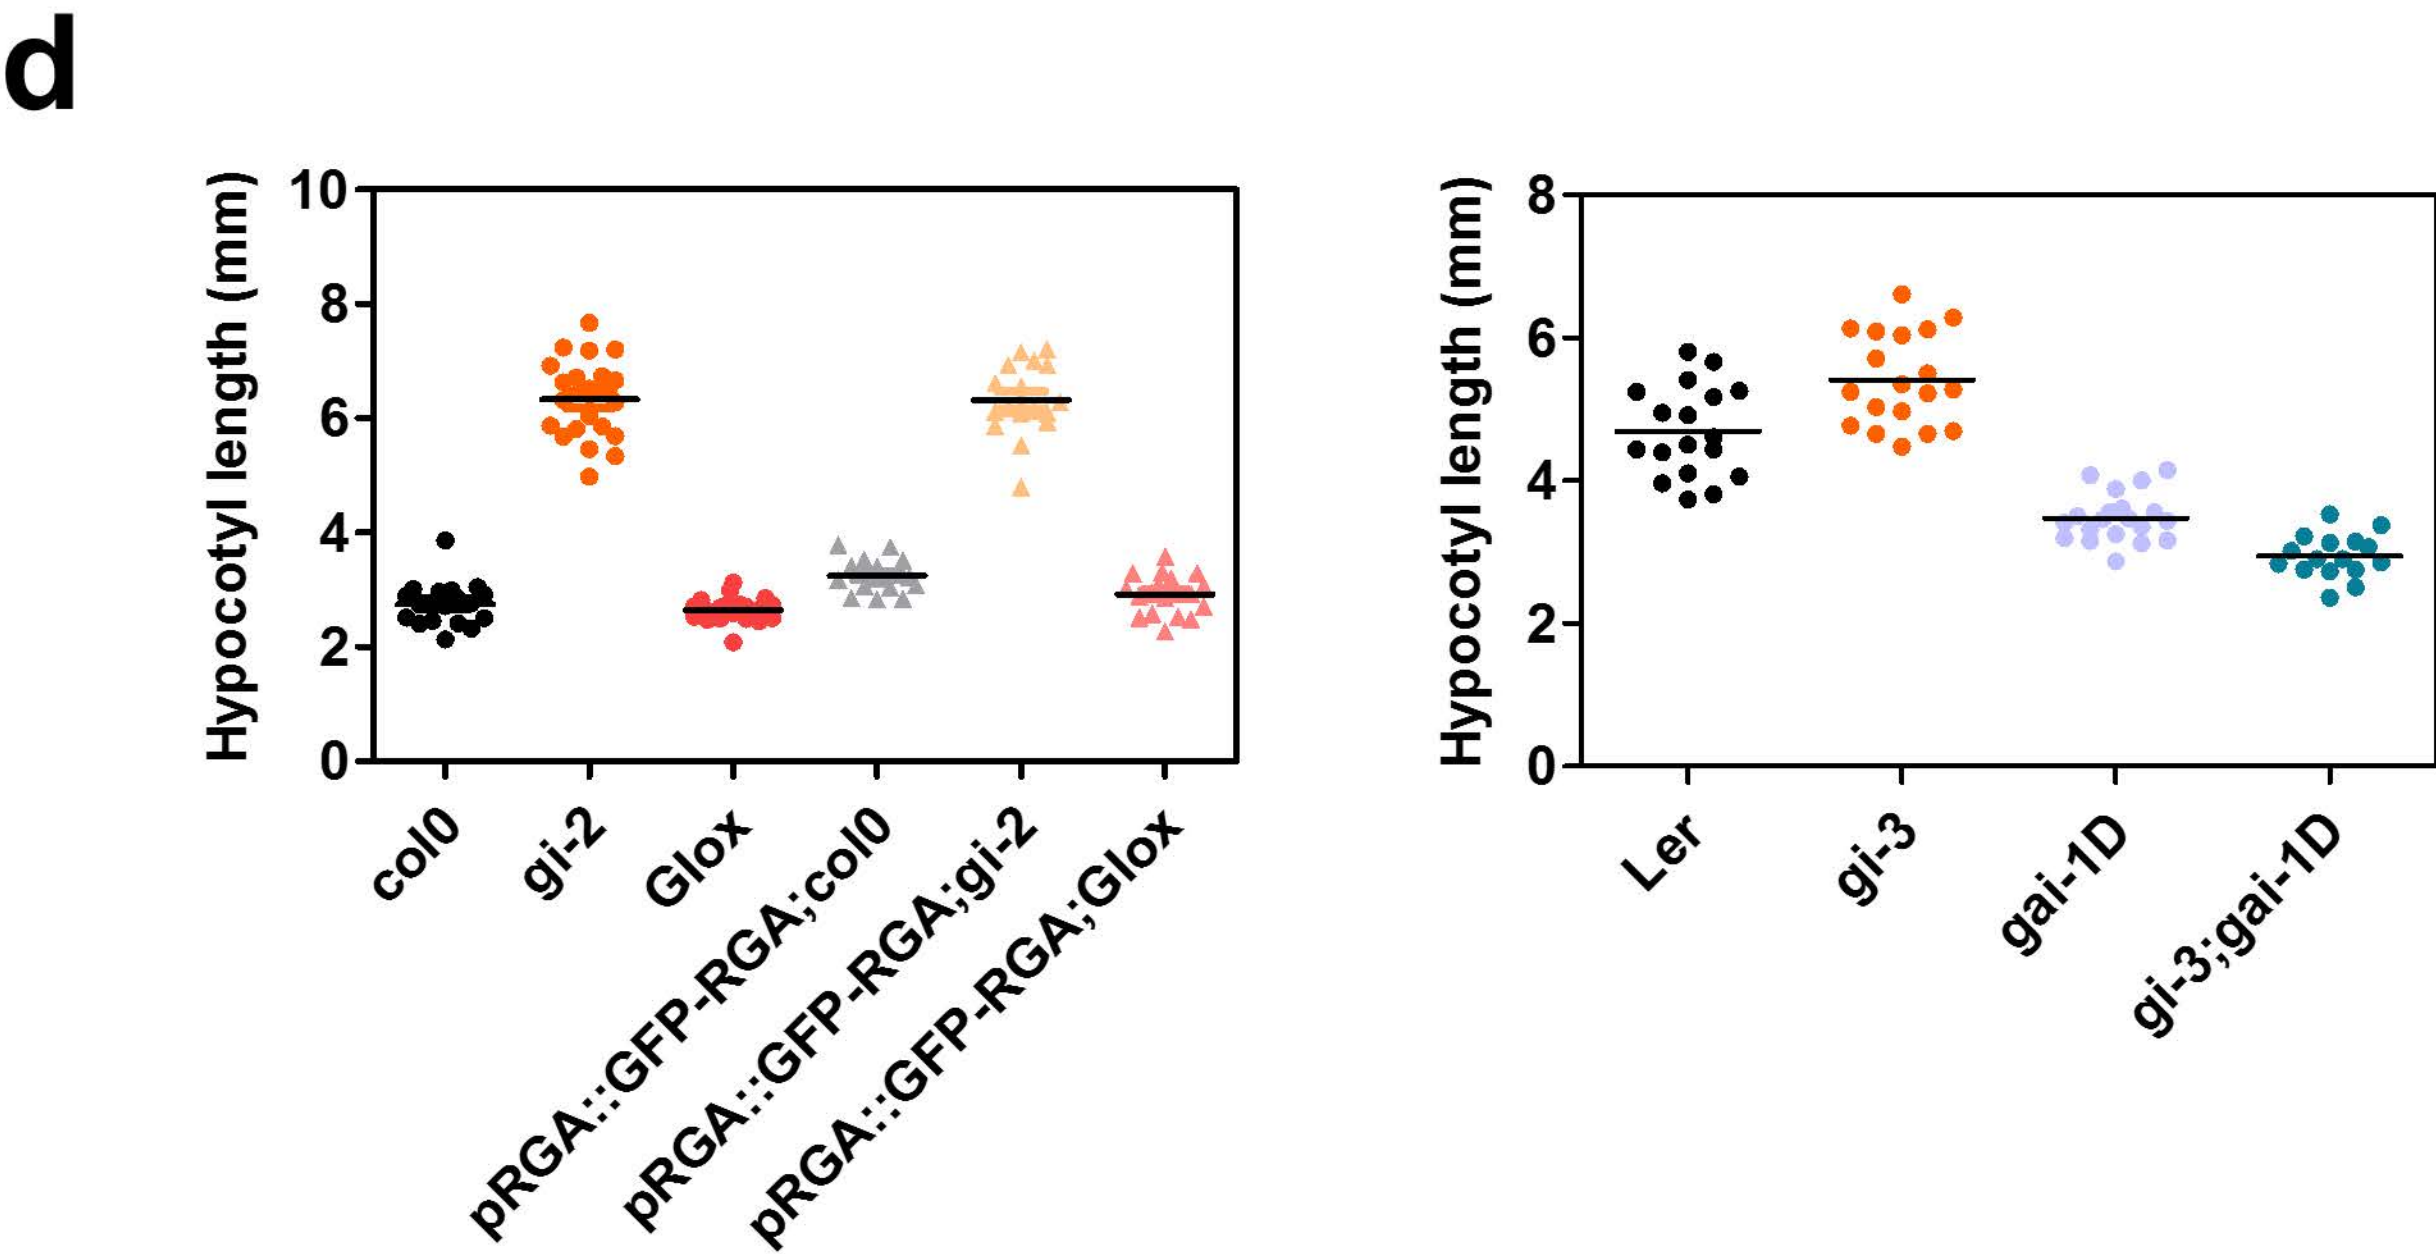 d
Hypocotyl length (mm)
10
8
6
4
2
0
col0
gi-2
GIox
pRGA::GFP-RGA;col0
pRGA::GFP-RGA;gi-2
pRGA::GFP-RGA;GIox
Hypocotyl length (mm)
8
6
4
2
0
Ler
gi-3
gai-1D
gi-3;gai-1D